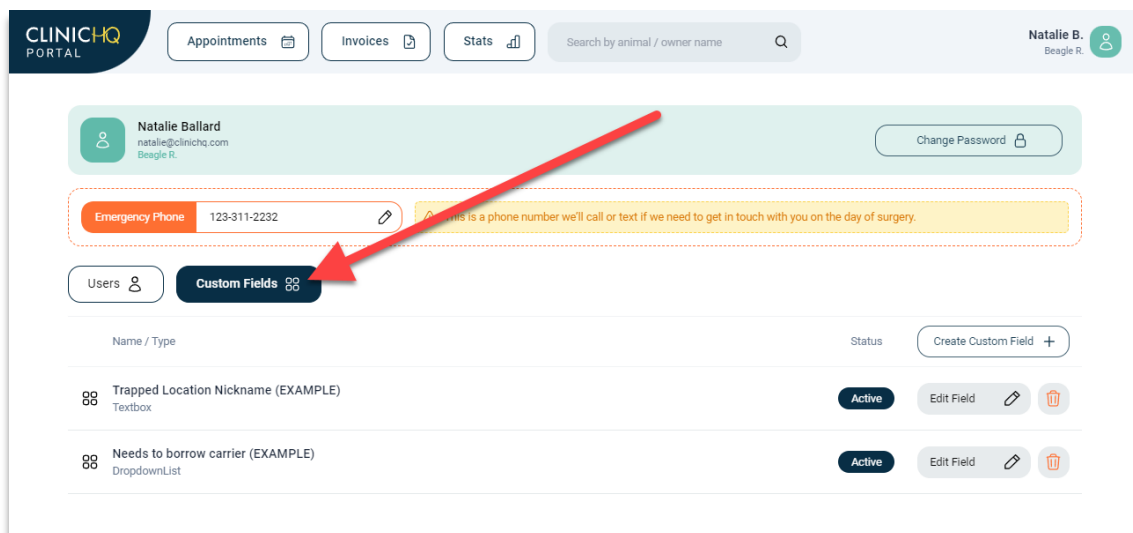 CLINICHQ
PORTAL
Appointments
Invoices
Stats
Search by animal / owner name
Natalie B.
Beagle R.
Natalie Ballard
natalie@clinichq.com
Beagle R.
Change Password
Emergency Phone 123-311-2232
This is a phone number we'll call or text if we need to get in touch with you on the day of surgery.
Users
Custom Fields
Name / Type
Status
Create Custom Field +
Trapped Location Nickname (EXAMPLE)
Textbox
Active
Edit Field
Needs to borrow carrier (EXAMPLE)
DropdownList
Active
Edit Field